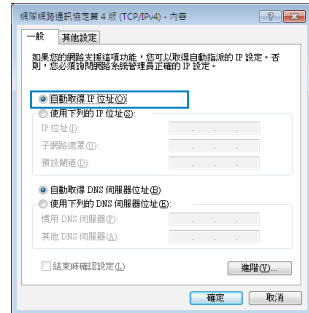 網際網路通訊協定第 4 版 (TCP/IPv4) - 內容
一般
其他設定
如果您的網路支援這項功能，您可以取得自動指派的 IP 設定。否
則，您必須詢問網路系統管理員正確的 IP 設定。
自動取得 IP 位址(O)
使用下列的 IP 位址(S):
IP 位址(I):
子網路遮罩(U):
預設閘道(D):
自動取得 DNS 伺服器位址(B)
使用下列的 DNS 伺服器位址(E):
慣用 DNS 伺服器(P):
其他 DNS 伺服器(A):
結束時確認設定(L)
進階(V)...
確定
取消